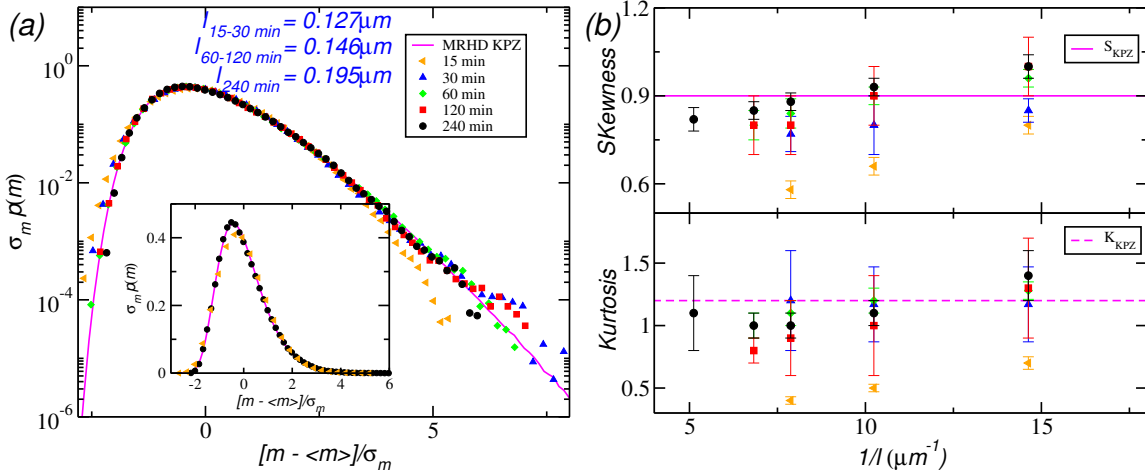 (a)
l15-30 min = 0.127μm
l60-120 min = 0.146μm
l240 min = 0.195μm
MRHD KPZ
15 min
30 min
60 min
120 min
240 min
10^0
10^-2
10^-4
10^-6
σm p(m)
0 5
[m - <m>]/σm
0.4
0.2
0
σm p(m)
-2 0 2 4 6
[m - <m>]/σm
(b)
SKPZ
1.2
0.9
0.6
SKewness
KKPZ
1.5
1
0.5
Kurtosis
5 10 15
1/l (μm^-1)